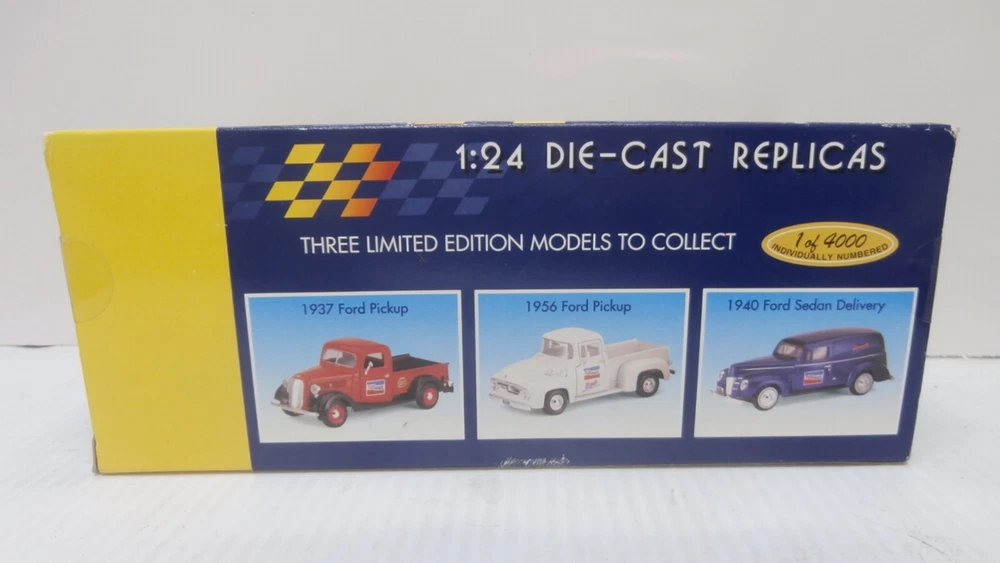 1:24 DIE-CAST REPLICAS
THREE LIMITED EDITION MODELS TO COLLECT
1 of 4000
INDIVIDUALLY NUMBERED
1937 Ford Pickup
1956 Ford Pickup
1940 Ford Sedan Delivery